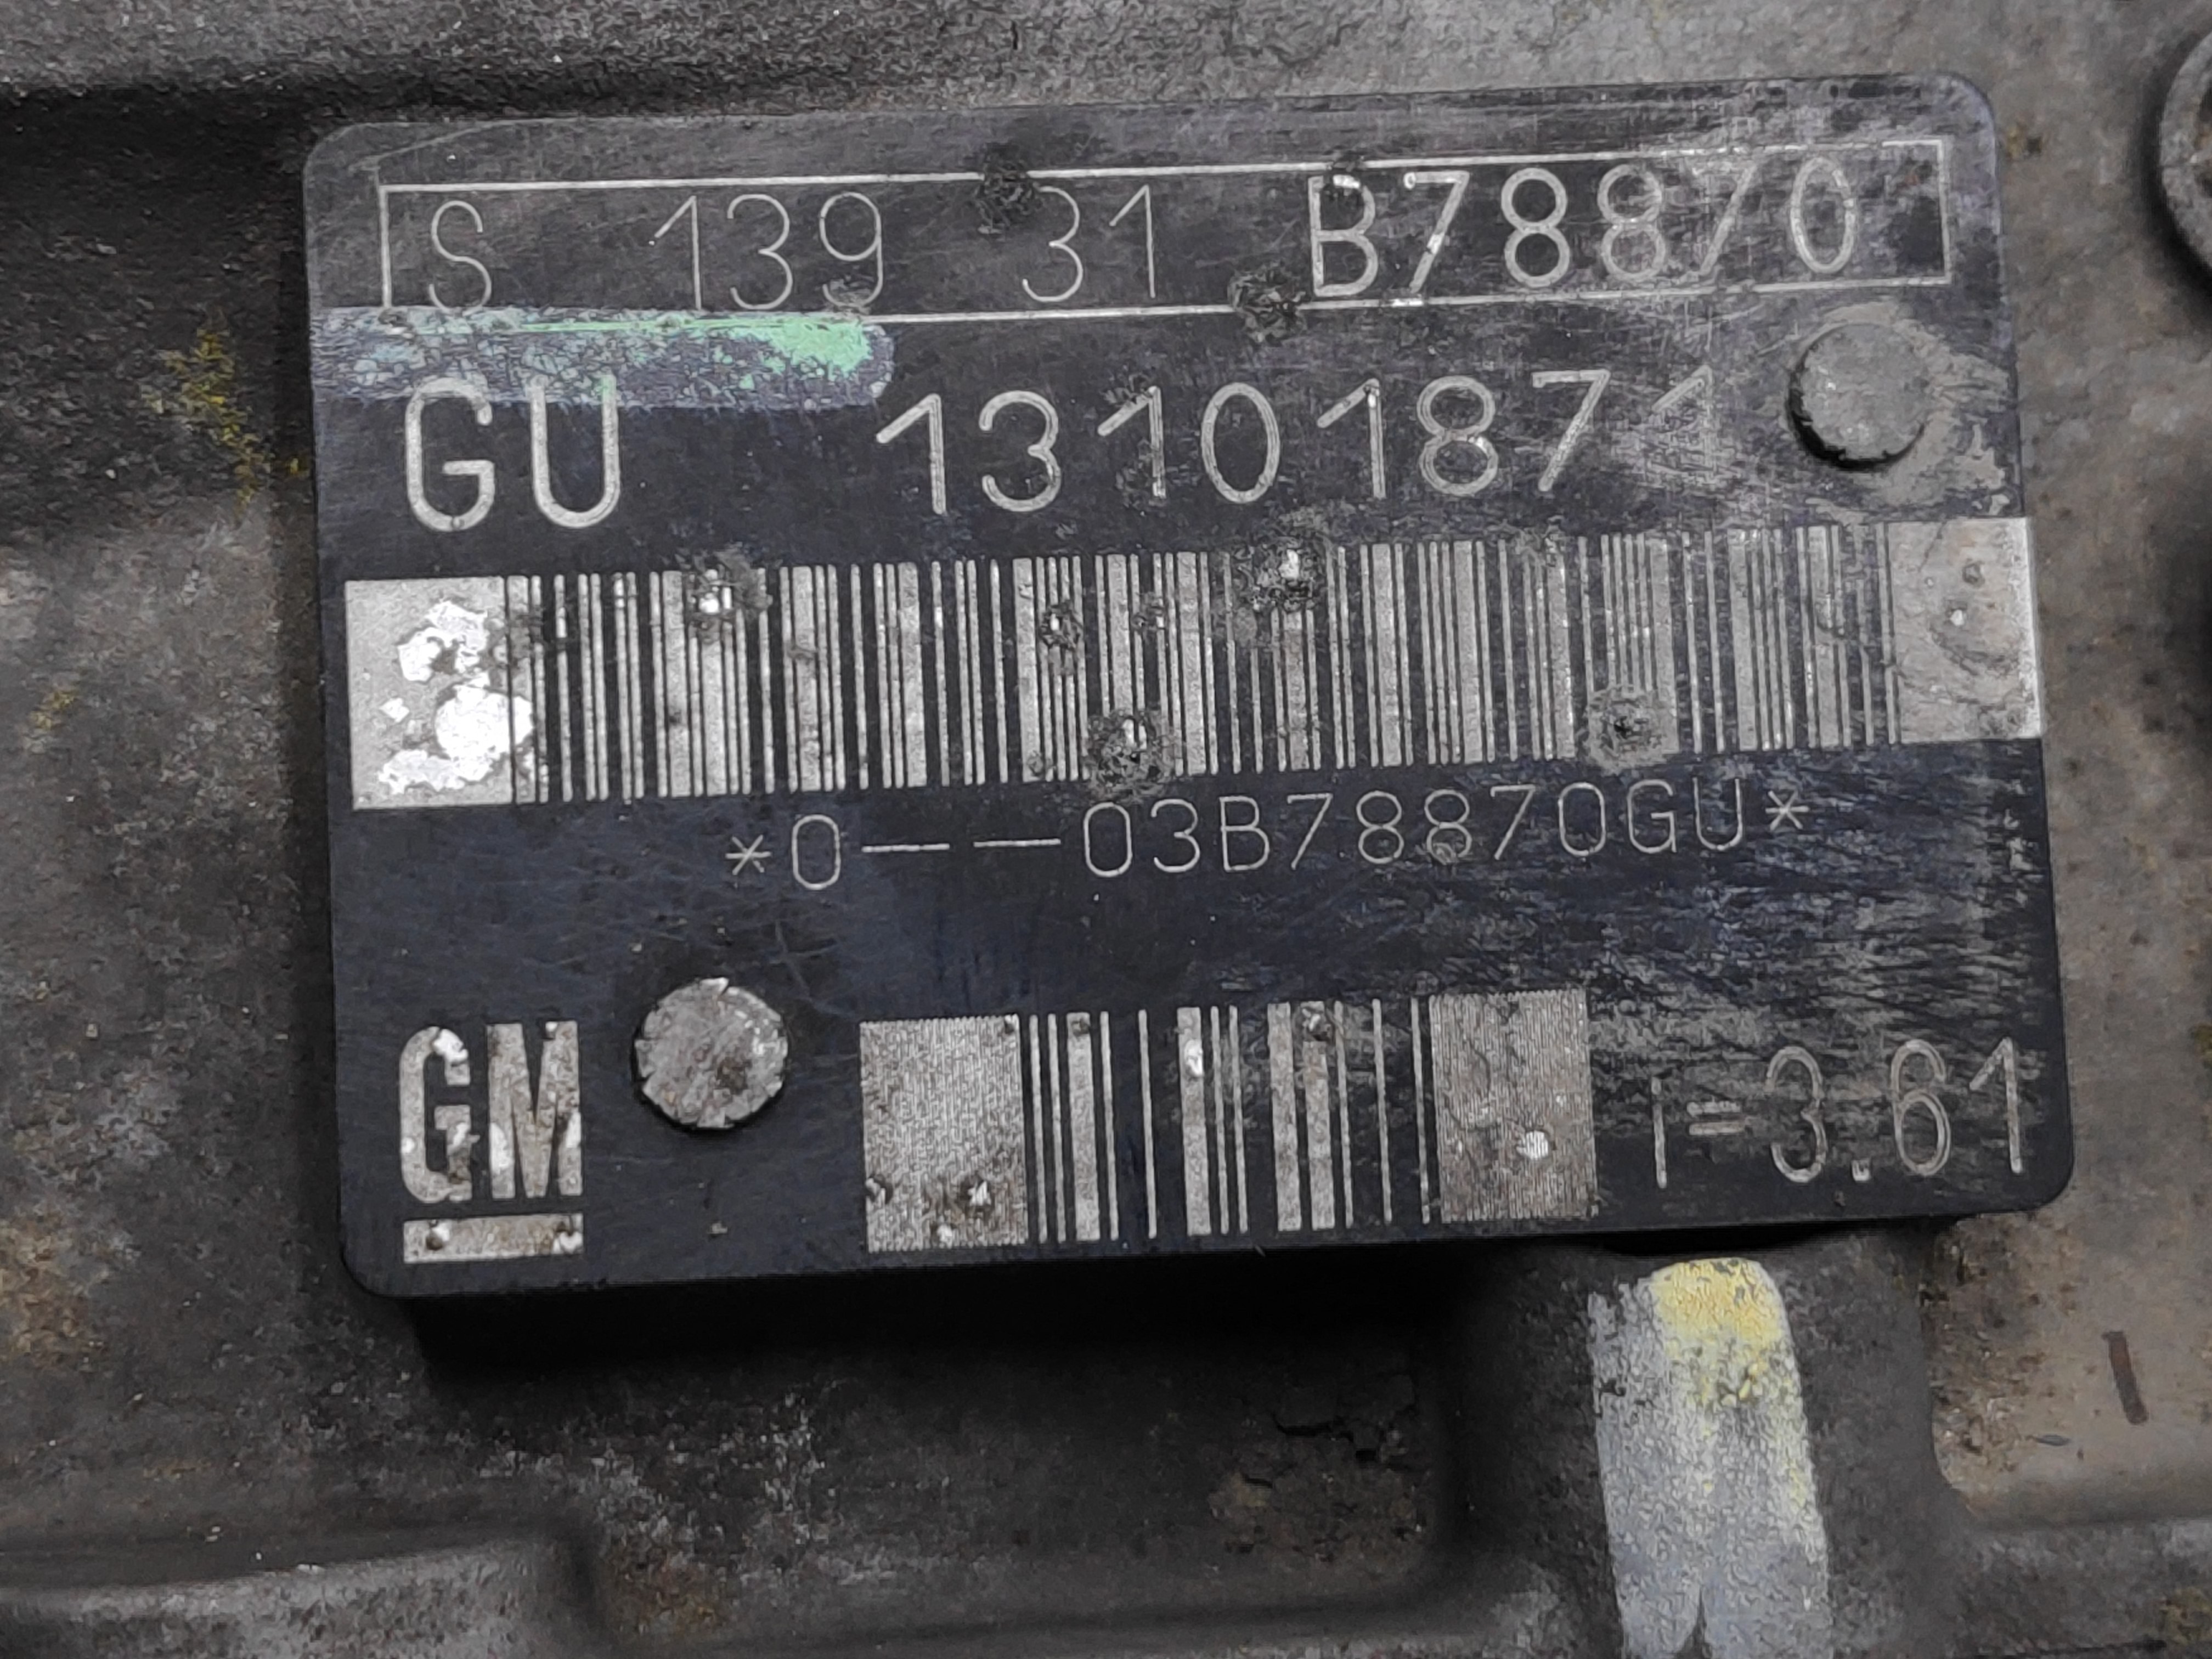 S 139 31 B78870
GU 13101871
*0--03B78870GU*
GM
I=3.61